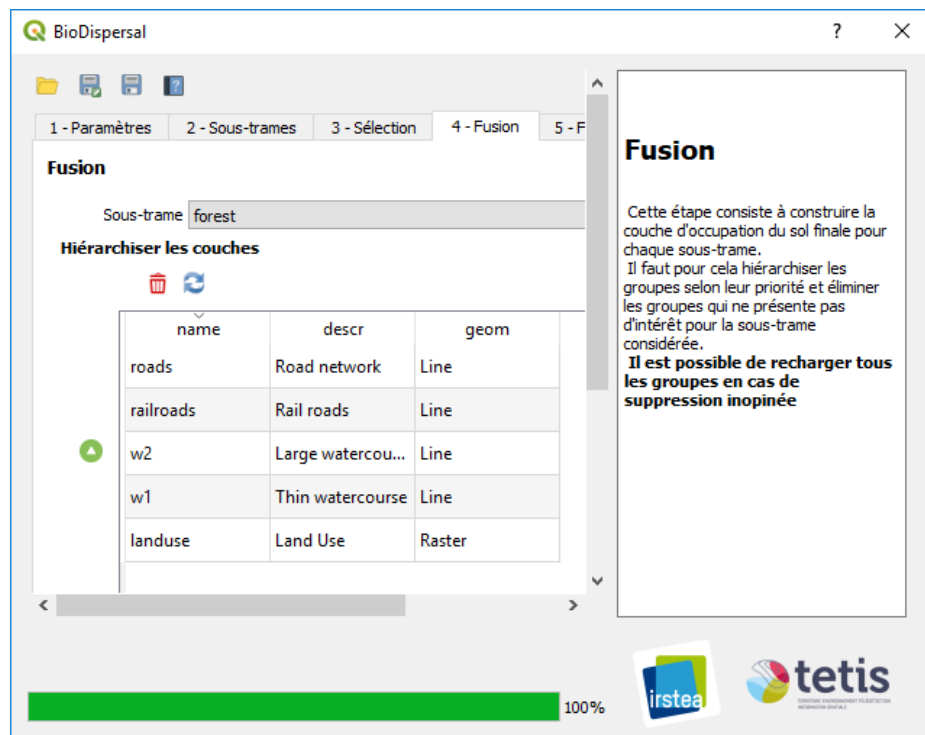 BioDispersal
?
1 - Paramètres 2 - Sous-trames 3 - Sélection 4 - Fusion 5 - F
Fusion
Sous-trame forest
Hiérarchiser les couches
name descr geom
roads Road network Line
railroads Rail roads Line
w2 Large watercou... Line
w1 Thin watercourse Line
landuse Land Use Raster
Fusion
Cette étape consiste à construire la
couche d'occupation du sol finale pour
chaque sous-trame.
Il faut pour cela hiérarchiser les
groupes selon leur priorité et éliminer
les groupes qui ne présente pas
d'intérêt pour la sous-trame
considérée.
Il est possible de recharger tous
les groupes en cas de
suppression inopinée
100%
irstea
tetis
TERRITOIRE ENVIRONNEMENT TÉLÉDÉTECTION
INFORMATION SPATIALE